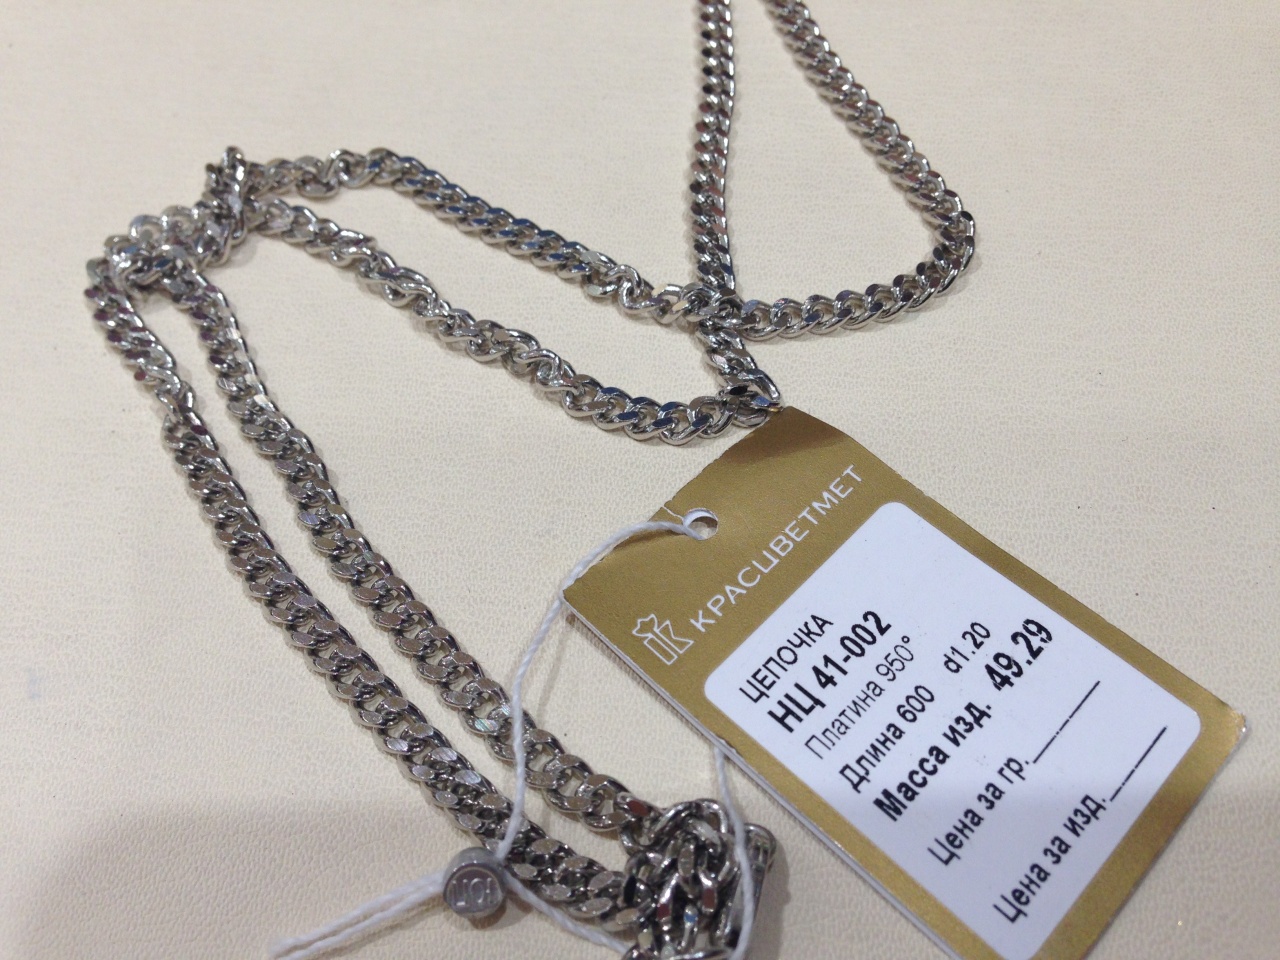 КРАСЦВЕТМЕТ
ЦЕПОЧКА
НЦ 41-002
Платина 950°
Длина 600 d1.20
Масса изд. 49.29
Цена за гр.
Цена за изд.